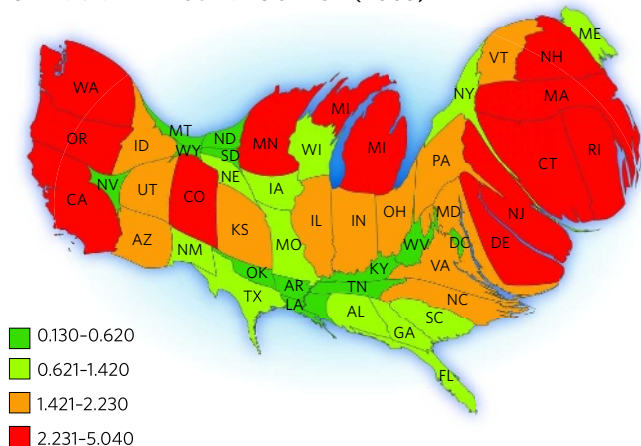 ME
VT
NH
WA
NY
MA
MI
MT
ND
OR
ID
MN
MI
WI
PA
CT
RI
WY
SD
NE
NV
UT
CO
IA
CA
KS
IL
IN
OH
MD
NJ
AZ
NM
MO
WV
DC
DE
OK
AR
KY
VA
TX
LA
TN
NC
AL
SC
GA
FL
0.130–0.620
0.621–1.420
1.421–2.230
2.231–5.040